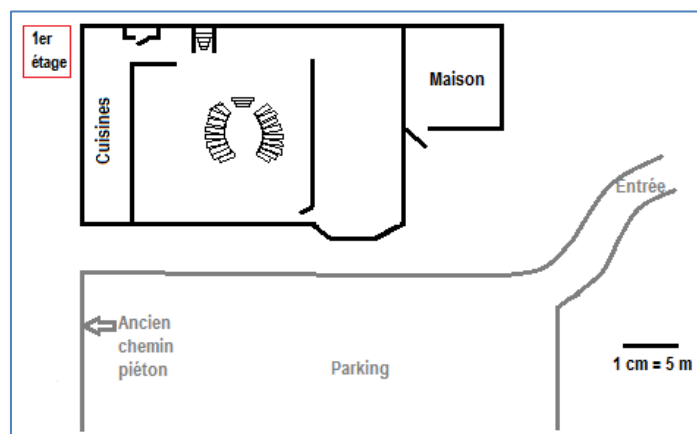 1er
étage
Maison
Cuisines
Entrée
Ancien
chemin
piéton
Parking
1 cm = 5 m